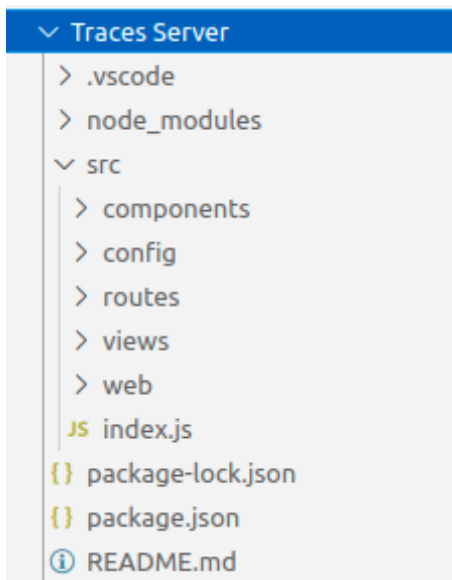 Traces Server
.vscode
node_modules
src
components
config
routes
views
web
JS index.js
{} package-lock.json
{} package.json
README.md